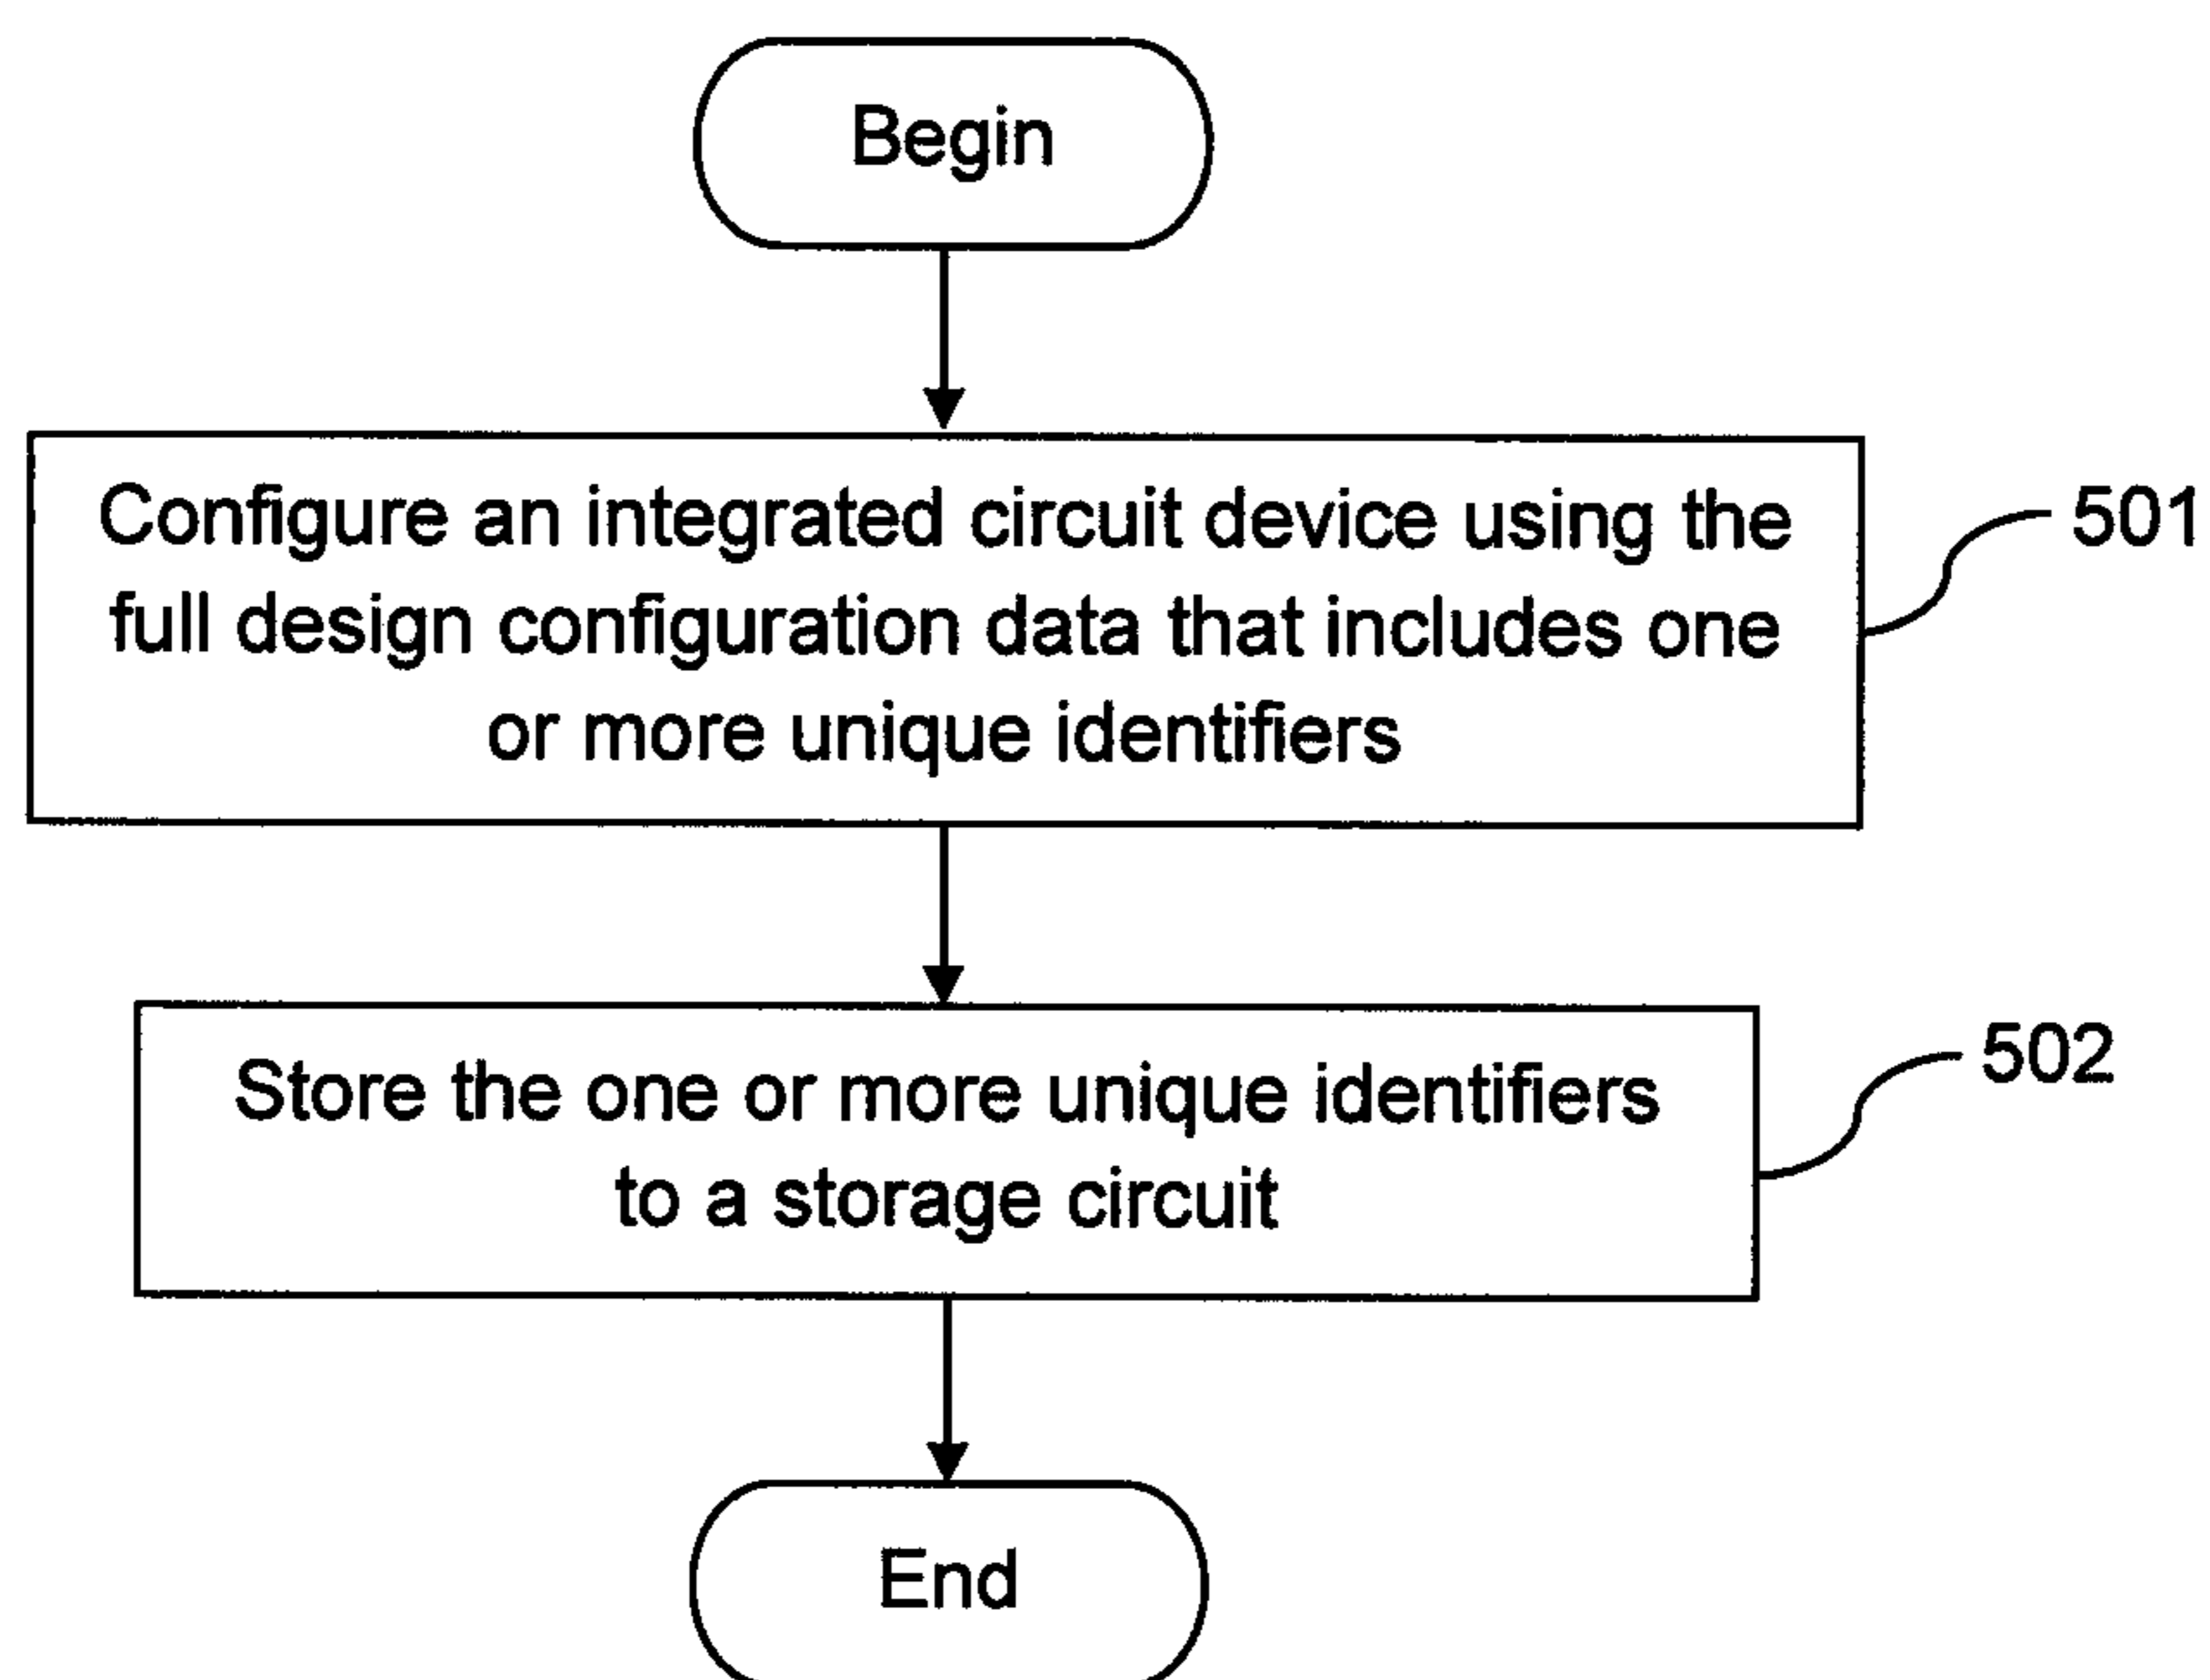 Begin
Configure an integrated circuit device using the
full design configuration data that includes one
or more unique identifiers
501
Store the one or more unique identifiers
to a storage circuit
502
End